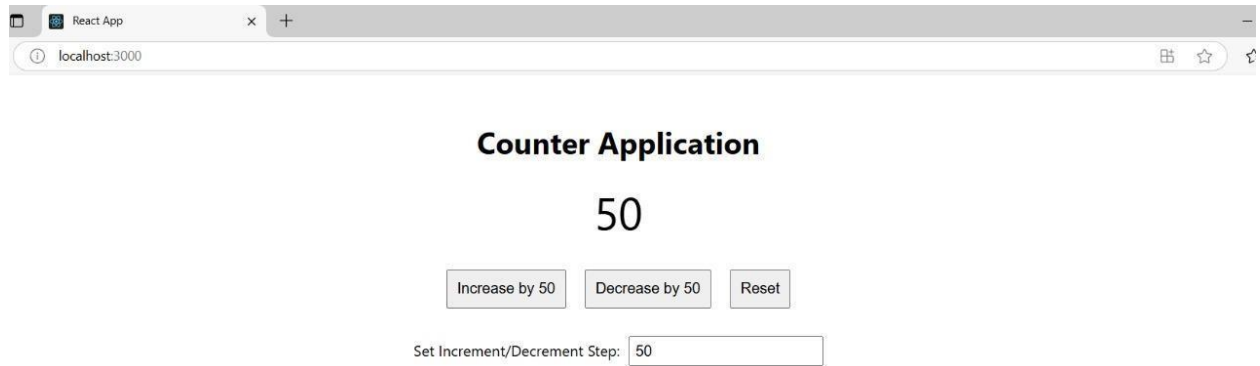 React App
localhost:3000
Counter Application
50
Increase by 50 Decrease by 50 Reset
Set Increment/Decrement Step: 50